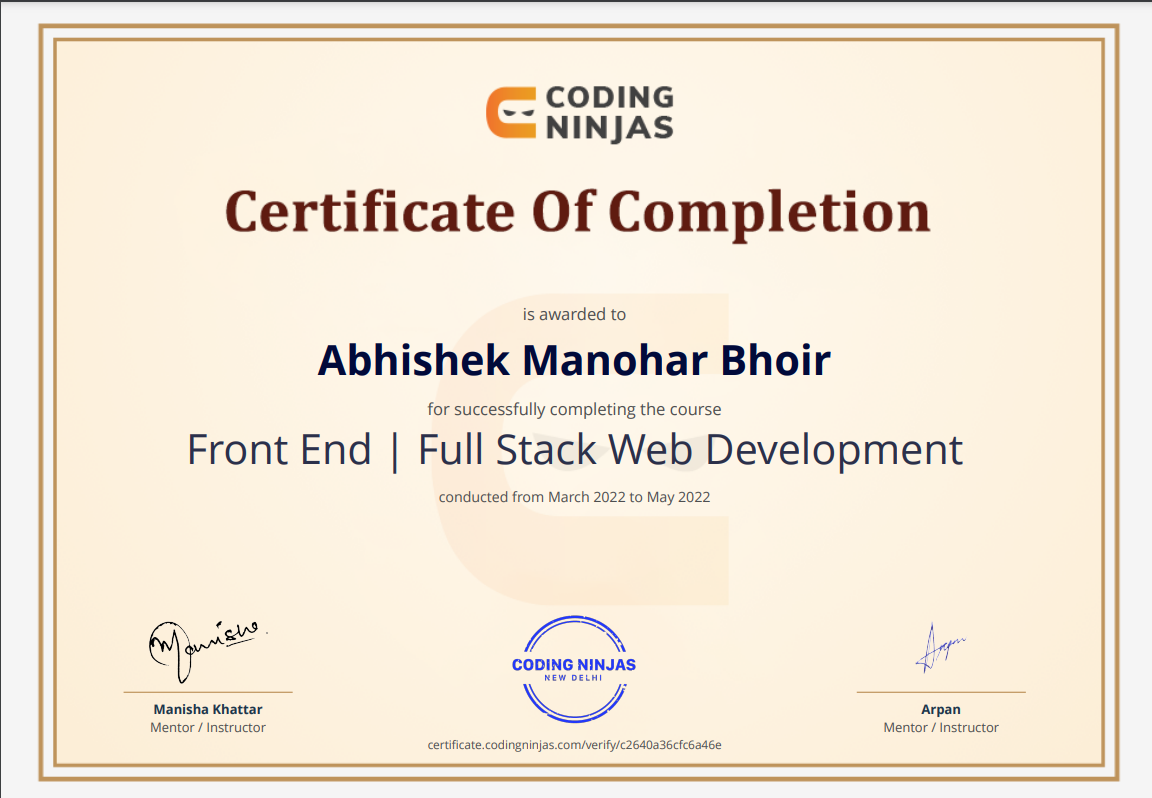 CODING
NINJAS
Certificate Of Completion
is awarded to
Abhishek Manohar Bhoir
for successfully completing the course
Front End | Full Stack Web Development
conducted from March 2022 to May 2022
Manishe
CODING NINJAS
NEW DELHI
Arpan
Manisha Khattar
Mentor / Instructor
Arpan
Mentor / Instructor
certificate.codingninjas.com/verify/c2640a36cfc6a46e